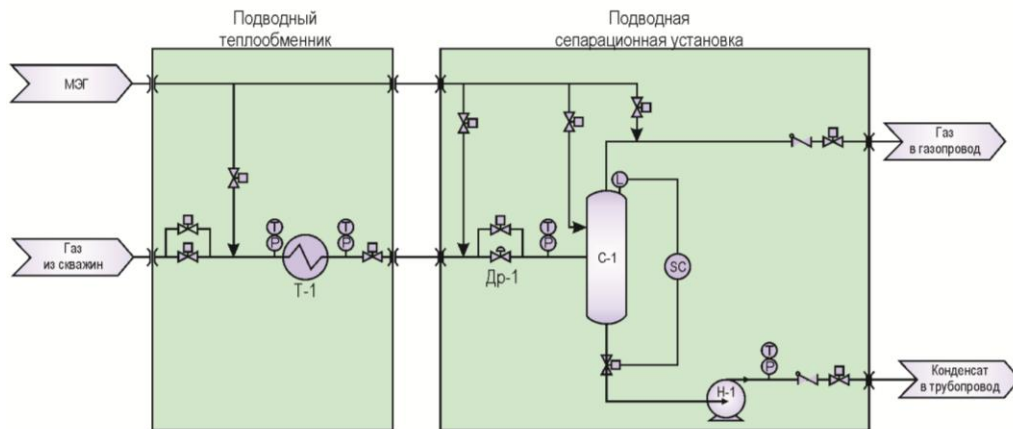 Подводный
теплообменник
Подводная
сепарационная установка
МЭГ
Газ
в газопровод
L
T
P
T
P
T
P
Газ
из скважин
Т-1
Др-1
С-1
SC
T
P
Н-1
Конденсат
в трубопровод